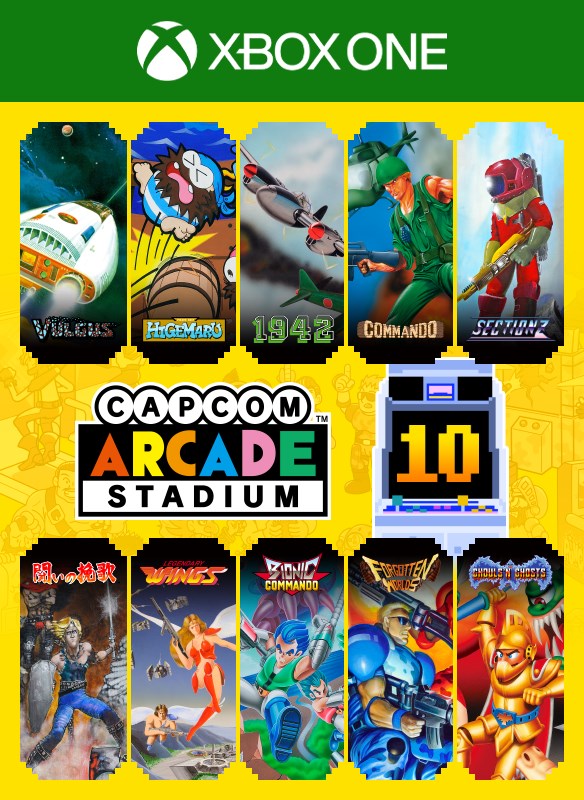 XBOX ONE
VULGUS
HIGEMARU
1942
COMMANDO
SECTION Z
CAPCOM
ARCADE
STADIUM
TM
10
闘いの挽歌
LEGENDARY
WINGS
BIONIC
COMMANDO
FORGOTTEN
WORLDS
GHOULS'N GHOSTS